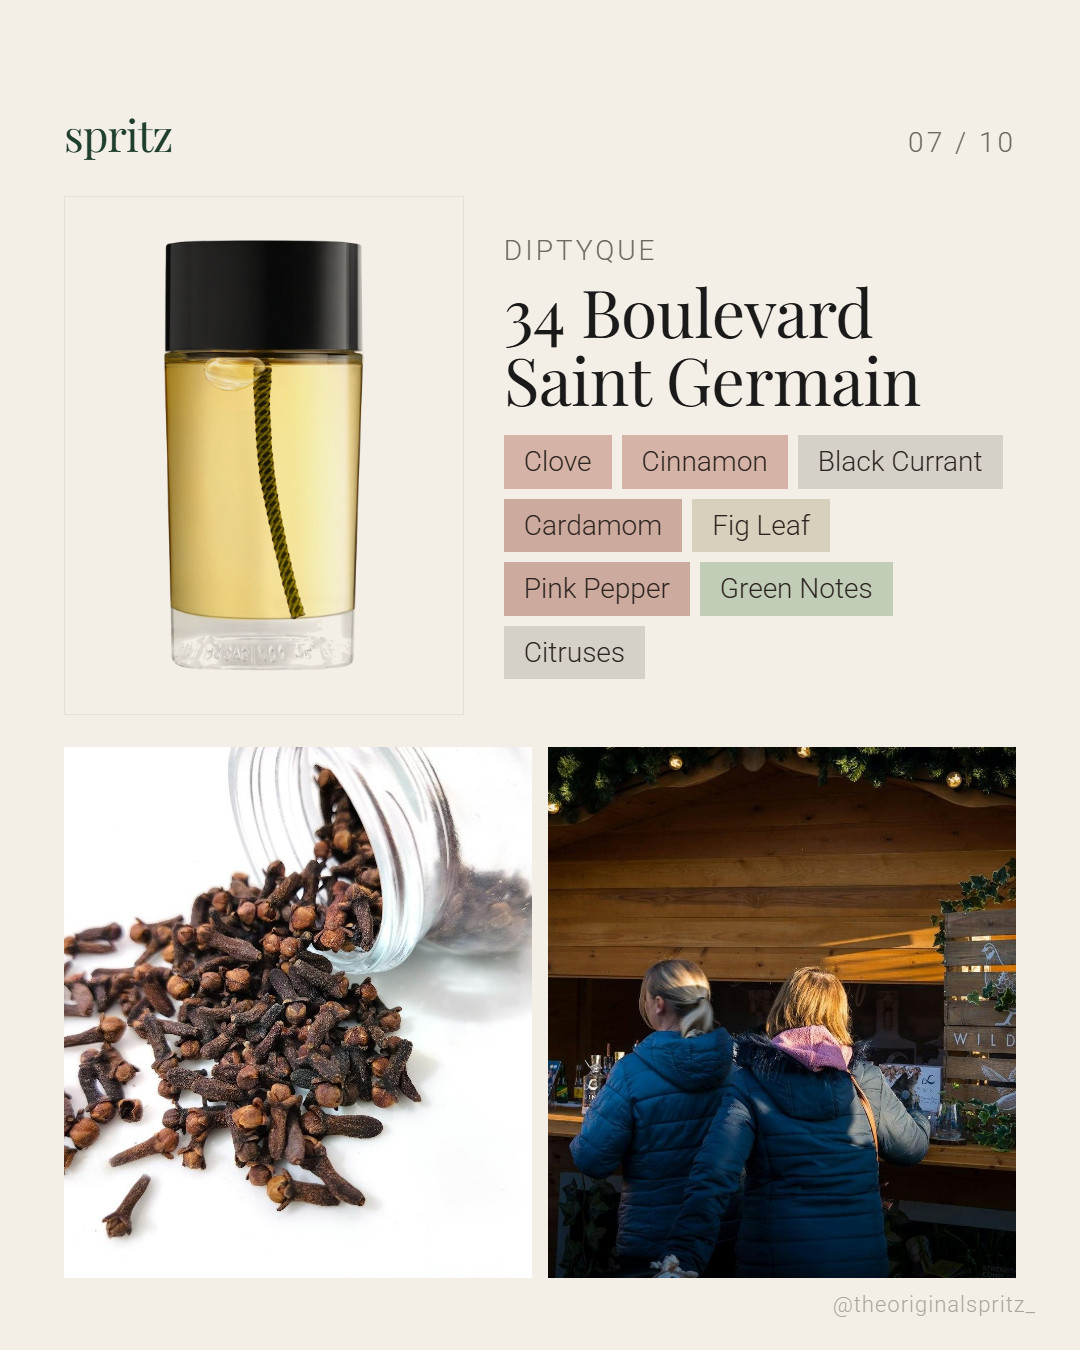 spritz
07 / 10
DIPTYQUE
34 Boulevard
Saint Germain
Clove
Cinnamon
Black Currant
Cardamom
Fig Leaf
Pink Pepper
Green Notes
Citruses
WILD
@theoriginalspritz_